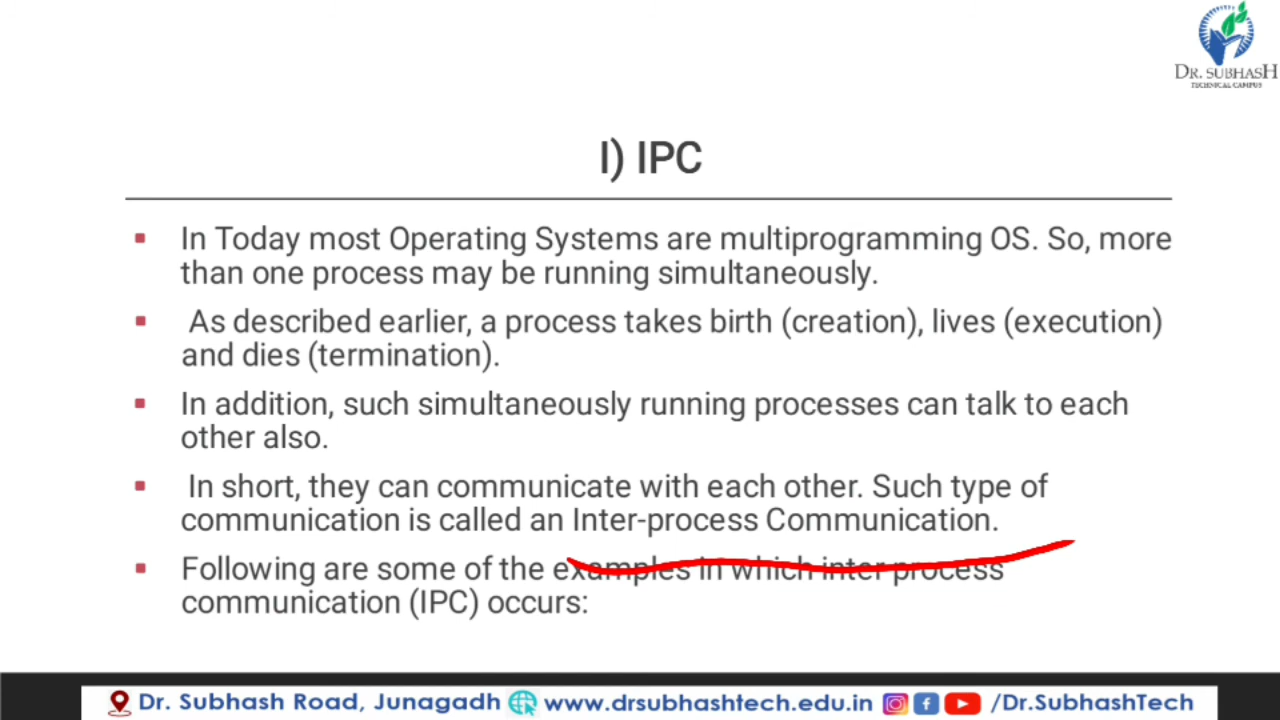 DR. SUBHASH
TECHNICAL CAMPUS
I) IPC
In Today most Operating Systems are multiprogramming OS. So, more
than one process may be running simultaneously.
As described earlier, a process takes birth (creation), lives (execution)
and dies (termination).
In addition, such simultaneously running processes can talk to each
other also.
In short, they can communicate with each other. Such type of
communication is called an Inter-process Communication.
Following are some of the examples in which inter process
communication (IPC) occurs:
Dr. Subhash Road, Junagadh www.drsubhashtech.edu.in /Dr.SubhashTech